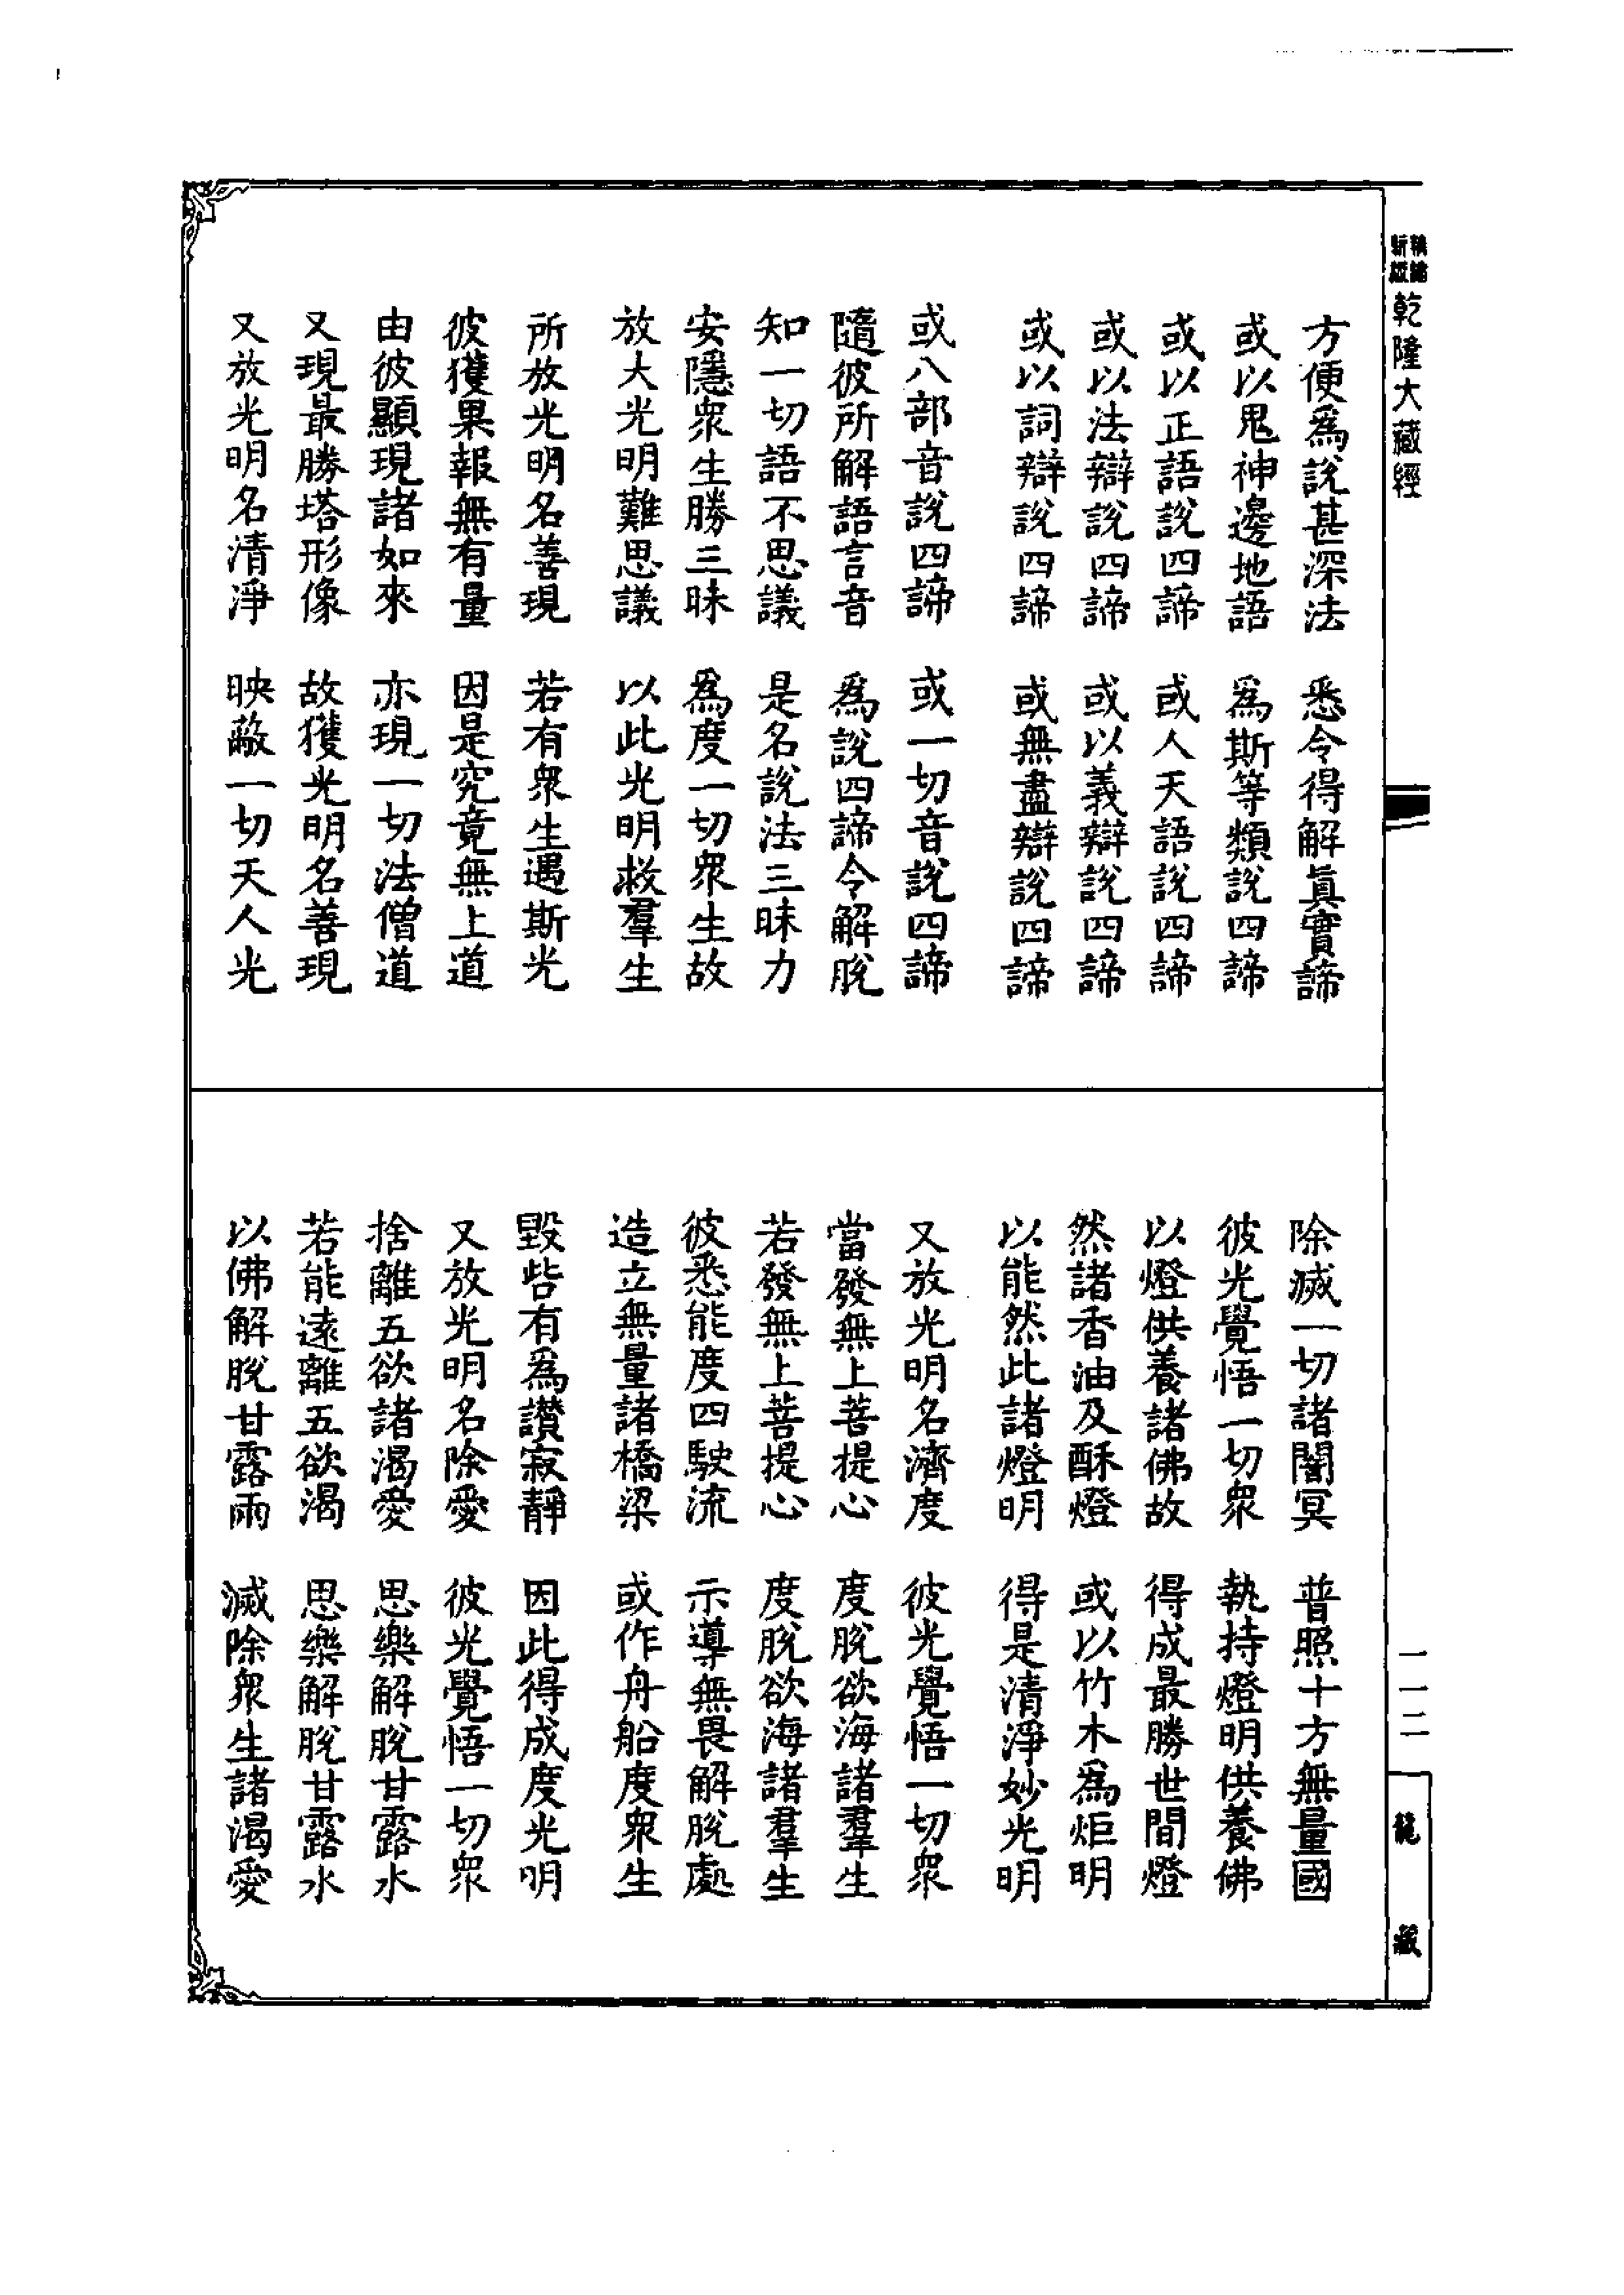 新版精縮
乾隆大藏經
方便爲說甚深法　悉令得解眞實諦
或以鬼神邊地語　爲斯等類說四諦
或以正語說四諦　或人天語說四諦
或以法辯說四諦　或以義辯說四諦
或以詞辯說四諦　或無盡辯說四諦
或八部音說四諦　或一切音說四諦
隨彼所解語言音　爲說四諦令解脫
知一切語不思議　是名說法三昧力
安隱衆生勝三昧　爲度一切衆生故
放大光明難思議　以此光明救羣生
所放光明名善現　若有衆生遇斯光
彼獲果報無有量　因是究竟無上道
由彼顯現諸如來　亦現一切法僧道
又現最勝塔形像　故獲光明名善現
又放光明名清淨　映蔽一切天人光
除滅一切諸闇冥　普照十方無量國
彼光覺悟一切衆　執持燈明供養佛
以燈供養諸佛故　得成最勝世間燈
然諸香油及酥燈　或以竹木爲炬明
以能然此諸燈明　得是清淨妙光明
又放光明名濟度　彼光覺悟一切衆
當發無上菩提心　度脫欲海諸羣生
若發無上菩提心　度脫欲海諸羣生
彼悉能度四駛流　示導無畏解脫處
造立無量諸橋梁　或作舟船度衆生
毀呰有爲讚寂靜　因此得成度光明
又放光明名除愛　彼光覺悟一切衆
捨離五欲諸渴愛　思樂解脫甘露水
若能遠離五欲渴　思樂解脫甘露水
以佛解脫甘露雨　滅除衆生諸渴愛
一一二
龍藏